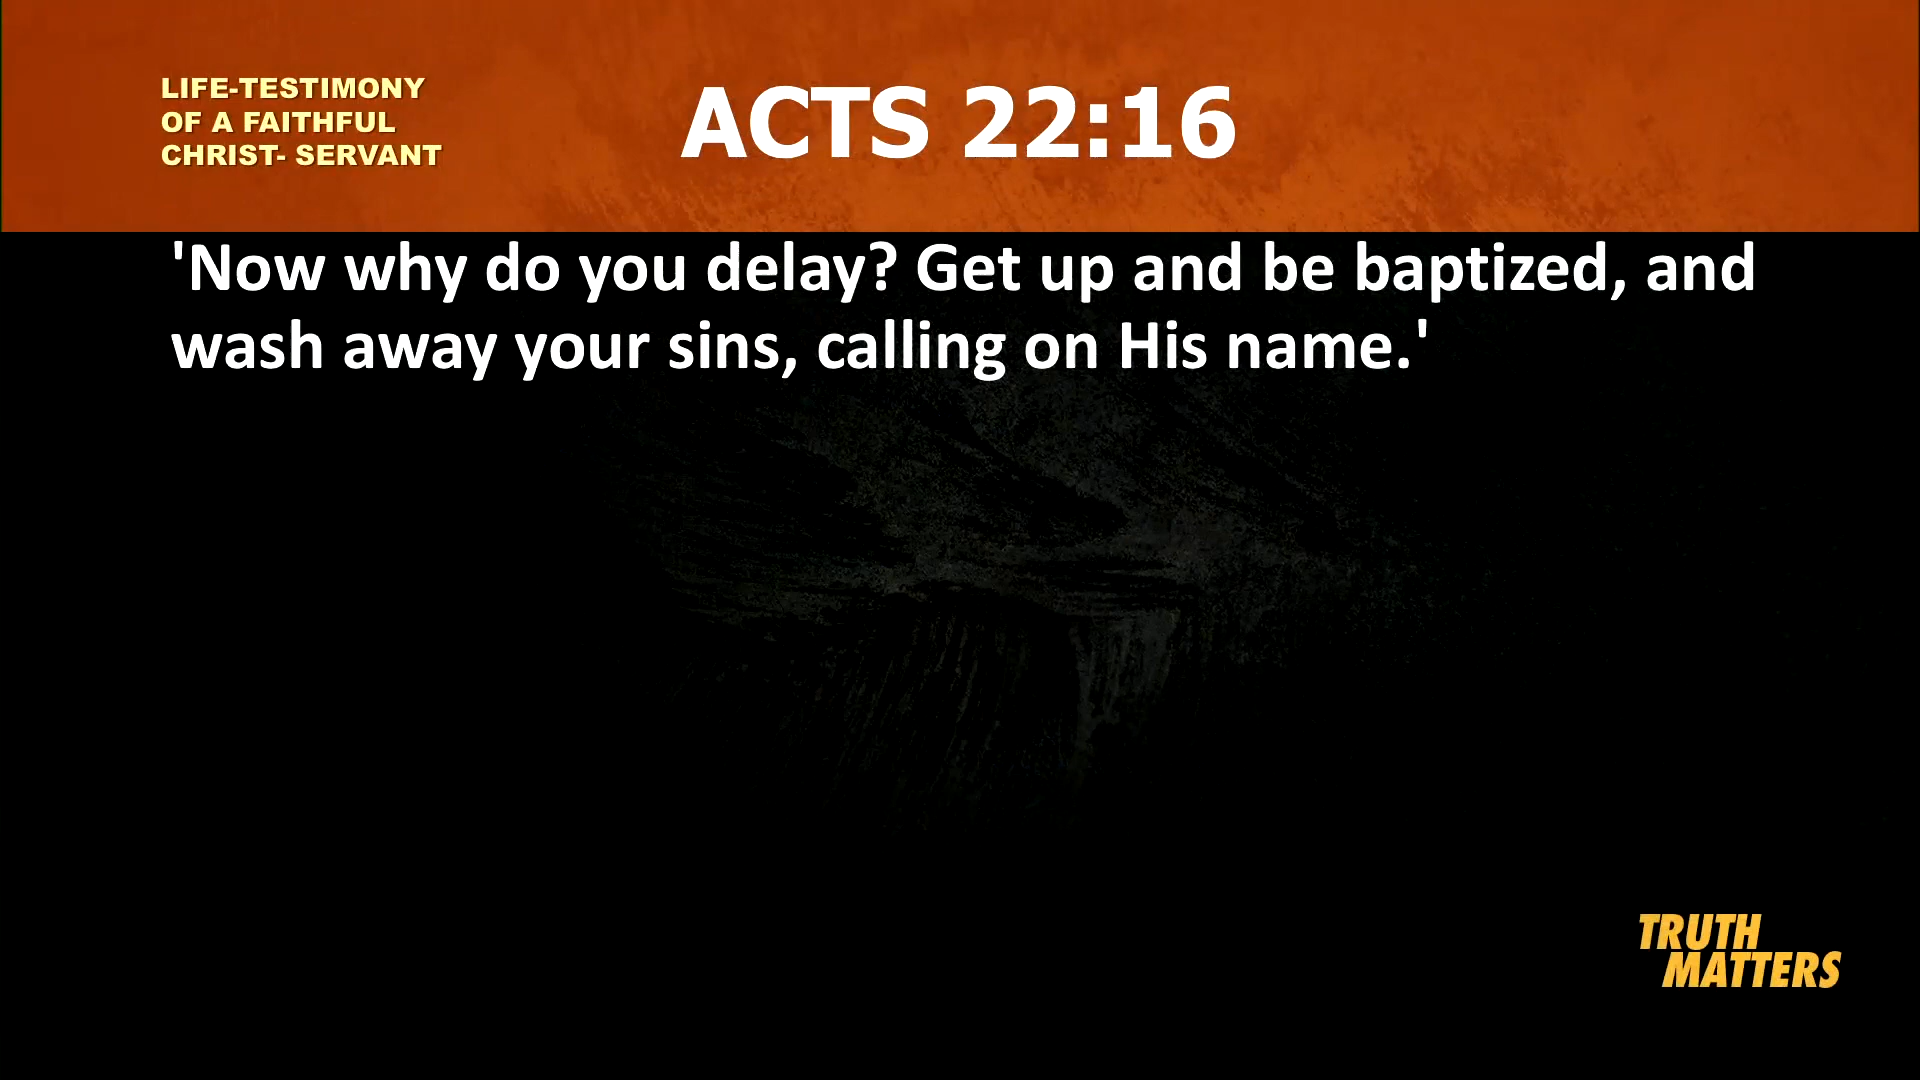 LIFE-TESTIMONY
OF A FAITHFUL
CHRIST- SERVANT
ACTS 22:16
'Now why do you delay? Get up and be baptized, and
wash away your sins, calling on His name.'
TRUTH
MATTERS